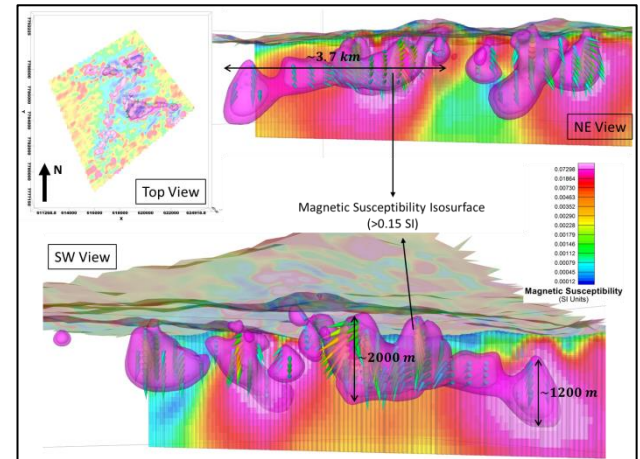 ~3.7 km
NE View
N
Top View
X
Magnetic Susceptibility Isosurface
(>0.15 SI)
SW View
0.07298
0.01864
0.00730
0.00463
0.00352
0.00290
0.00228
0.00179
0.00146
0.00112
0.00079
0.00045
0.00012
Magnetic Susceptibility
(SI Units)
~2000 m
~1200 m